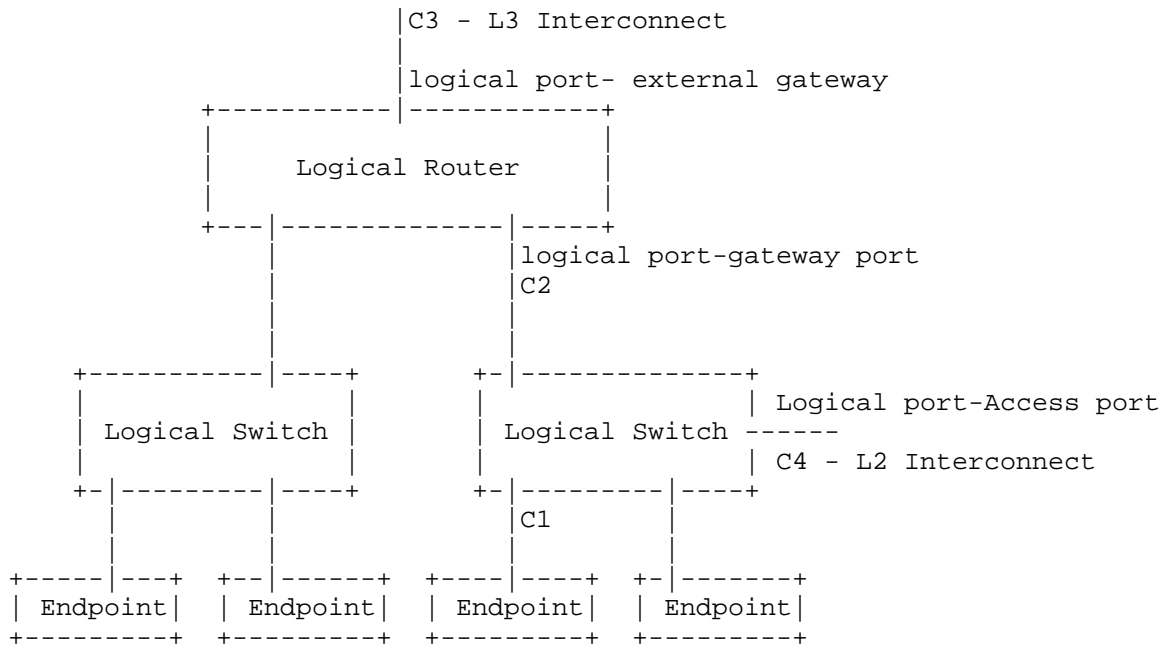 C3 - L3 Interconnect
logical port- external gateway
Logical Router
logical port-gateway port
C2
Logical port-Access port
Logical Switch
Logical Switch
C4 - L2 Interconnect
C1
Endpoint
Endpoint
Endpoint
Endpoint